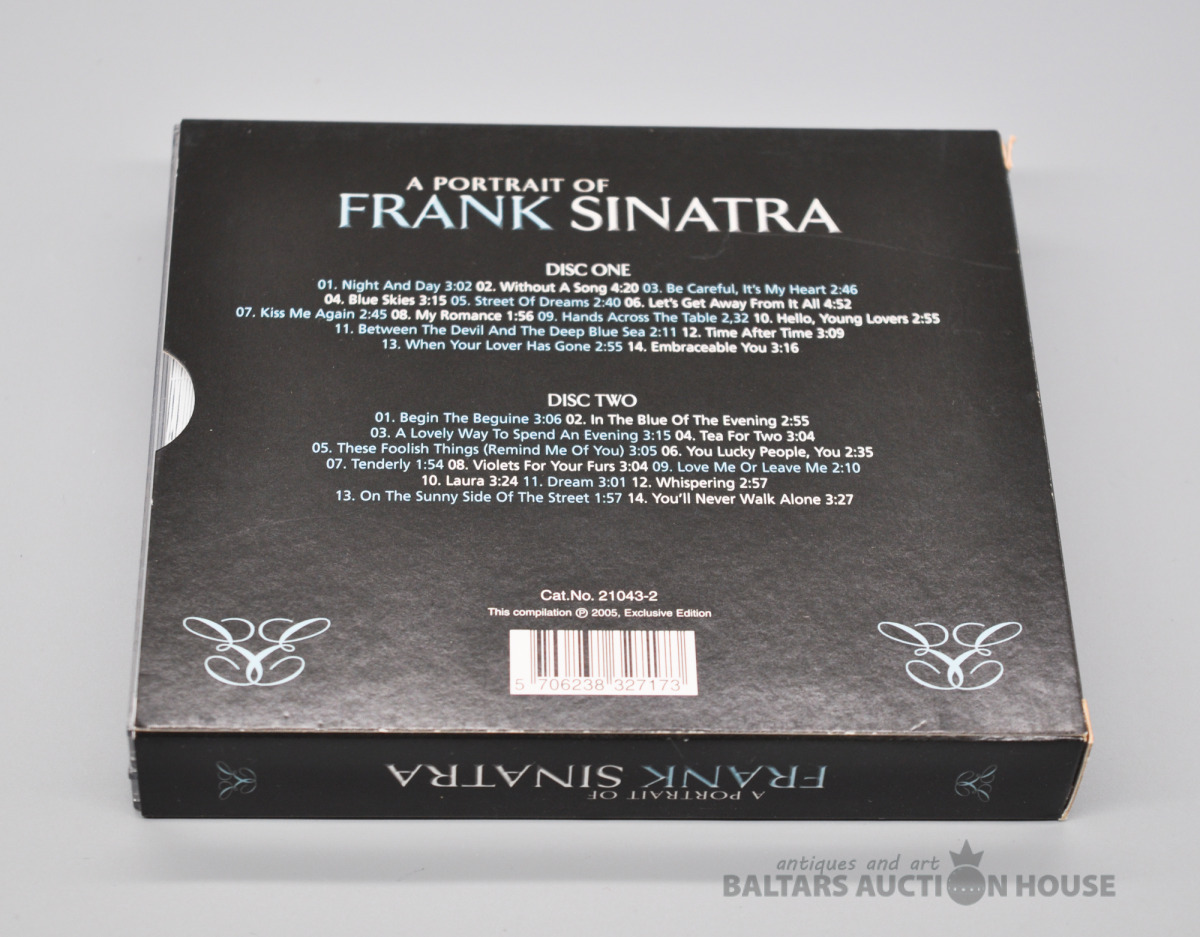 A PORTRAIT OF
FRANK SINATRA
DISC ONE
01. Night And Day 3:02 02. Without A Song 4:20 03. Be Careful, It's My Heart 2:46
04. Blue Skies 3:15 05. Street Of Dreams 2:40 06. Let's Get Away From It All 4:52
07. Kiss Me Again 2:45 08. My Romance 1:56 09. Hands Across The Table 2,32 10. Hello, Young Lovers 2:55
11. Between The Devil And The Deep Blue Sea 2:11 12. Time After Time 3:09
13. When Your Lover Has Gone 2:55 14. Embraceable You 3:16
DISC TWO
01. Begin The Beguine 3:06 02. In The Blue Of The Evening 2:55
03. A Lovely Way To Spend An Evening 3:15 04. Tea For Two 3:04
05. These Foolish Things (Remind Me Of You) 3:05 06. You Lucky People, You 2:35
07. Tenderly 1:54 08. Violets For Your Furs 3:04 09. Love Me Or Leave Me 2:10
10. Laura 3:24 11. Dream 3:01 12. Whispering 2:57
13. On The Sunny Side Of The Street 1:57 14. You'll Never Walk Alone 3:27
Cat.No. 21043-2
This compilation ℗ 2005, Exclusive Edition
5 706238 327173
A PORTRAIT OF
FRANK SINATRA
antiques and art
BALTARS AUCTION HOUSE